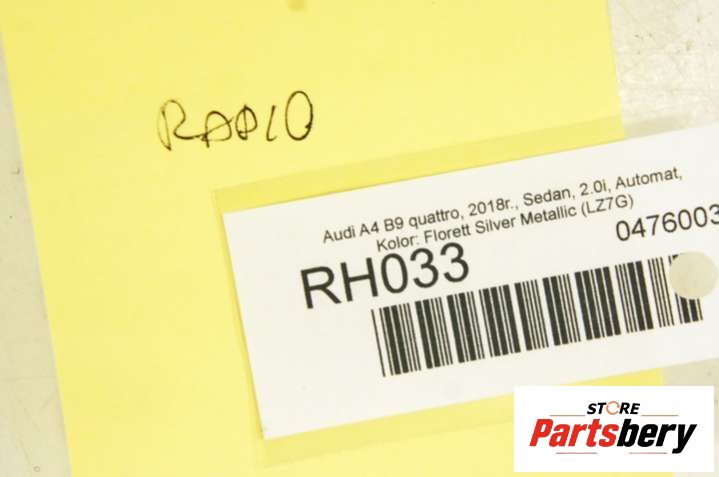 RADIO
Audi A4 B9 quattro, 2018r., Sedan, 2.0i, Automat,
Kolor: Florett Silver Metallic (LZ7G)
RH033
0476003
STORE
Partsbery